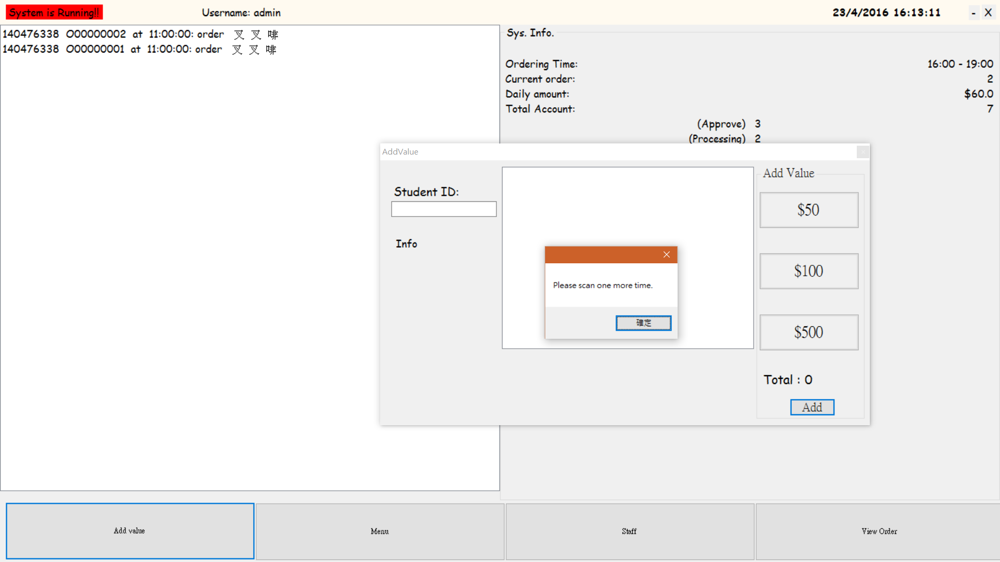 System is Running!! Username: admin 23/4/2016 16:13:11 - X
140476338 O00000002 at 11:00:00: order 叉 叉 啡
140476338 O00000001 at 11:00:00: order 叉 叉 啡
Sys. Info.
Ordering Time: 16:00 - 19:00
Current order: 2
Daily amount: $60.0
Total Account: 7
(Approve) 3
(Processing) 2
AddValue
Student ID:
Info
Please scan one more time.
確定
Add Value
$50
$100
$500
Total : 0
Add
Add value Menu Staff View Order